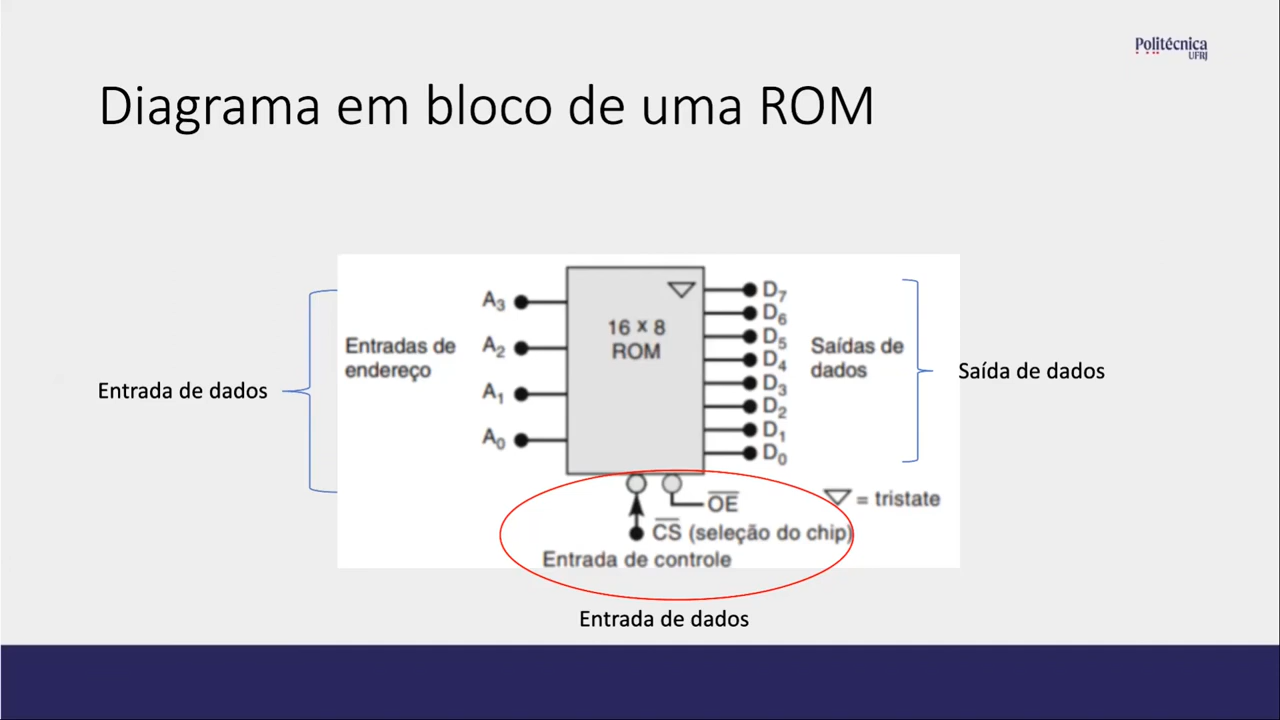 Politécnica
UFRJ
Diagrama em bloco de uma ROM
Entrada de dados
Entradas de
endereço
A3
A2
A1
A0
16 x 8
ROM
D7
D6
D5
D4
D3
D2
D1
D0
Saídas de
dados
Saída de dados
OE
= tristate
CS (seleção do chip)
Entrada de controle
Entrada de dados